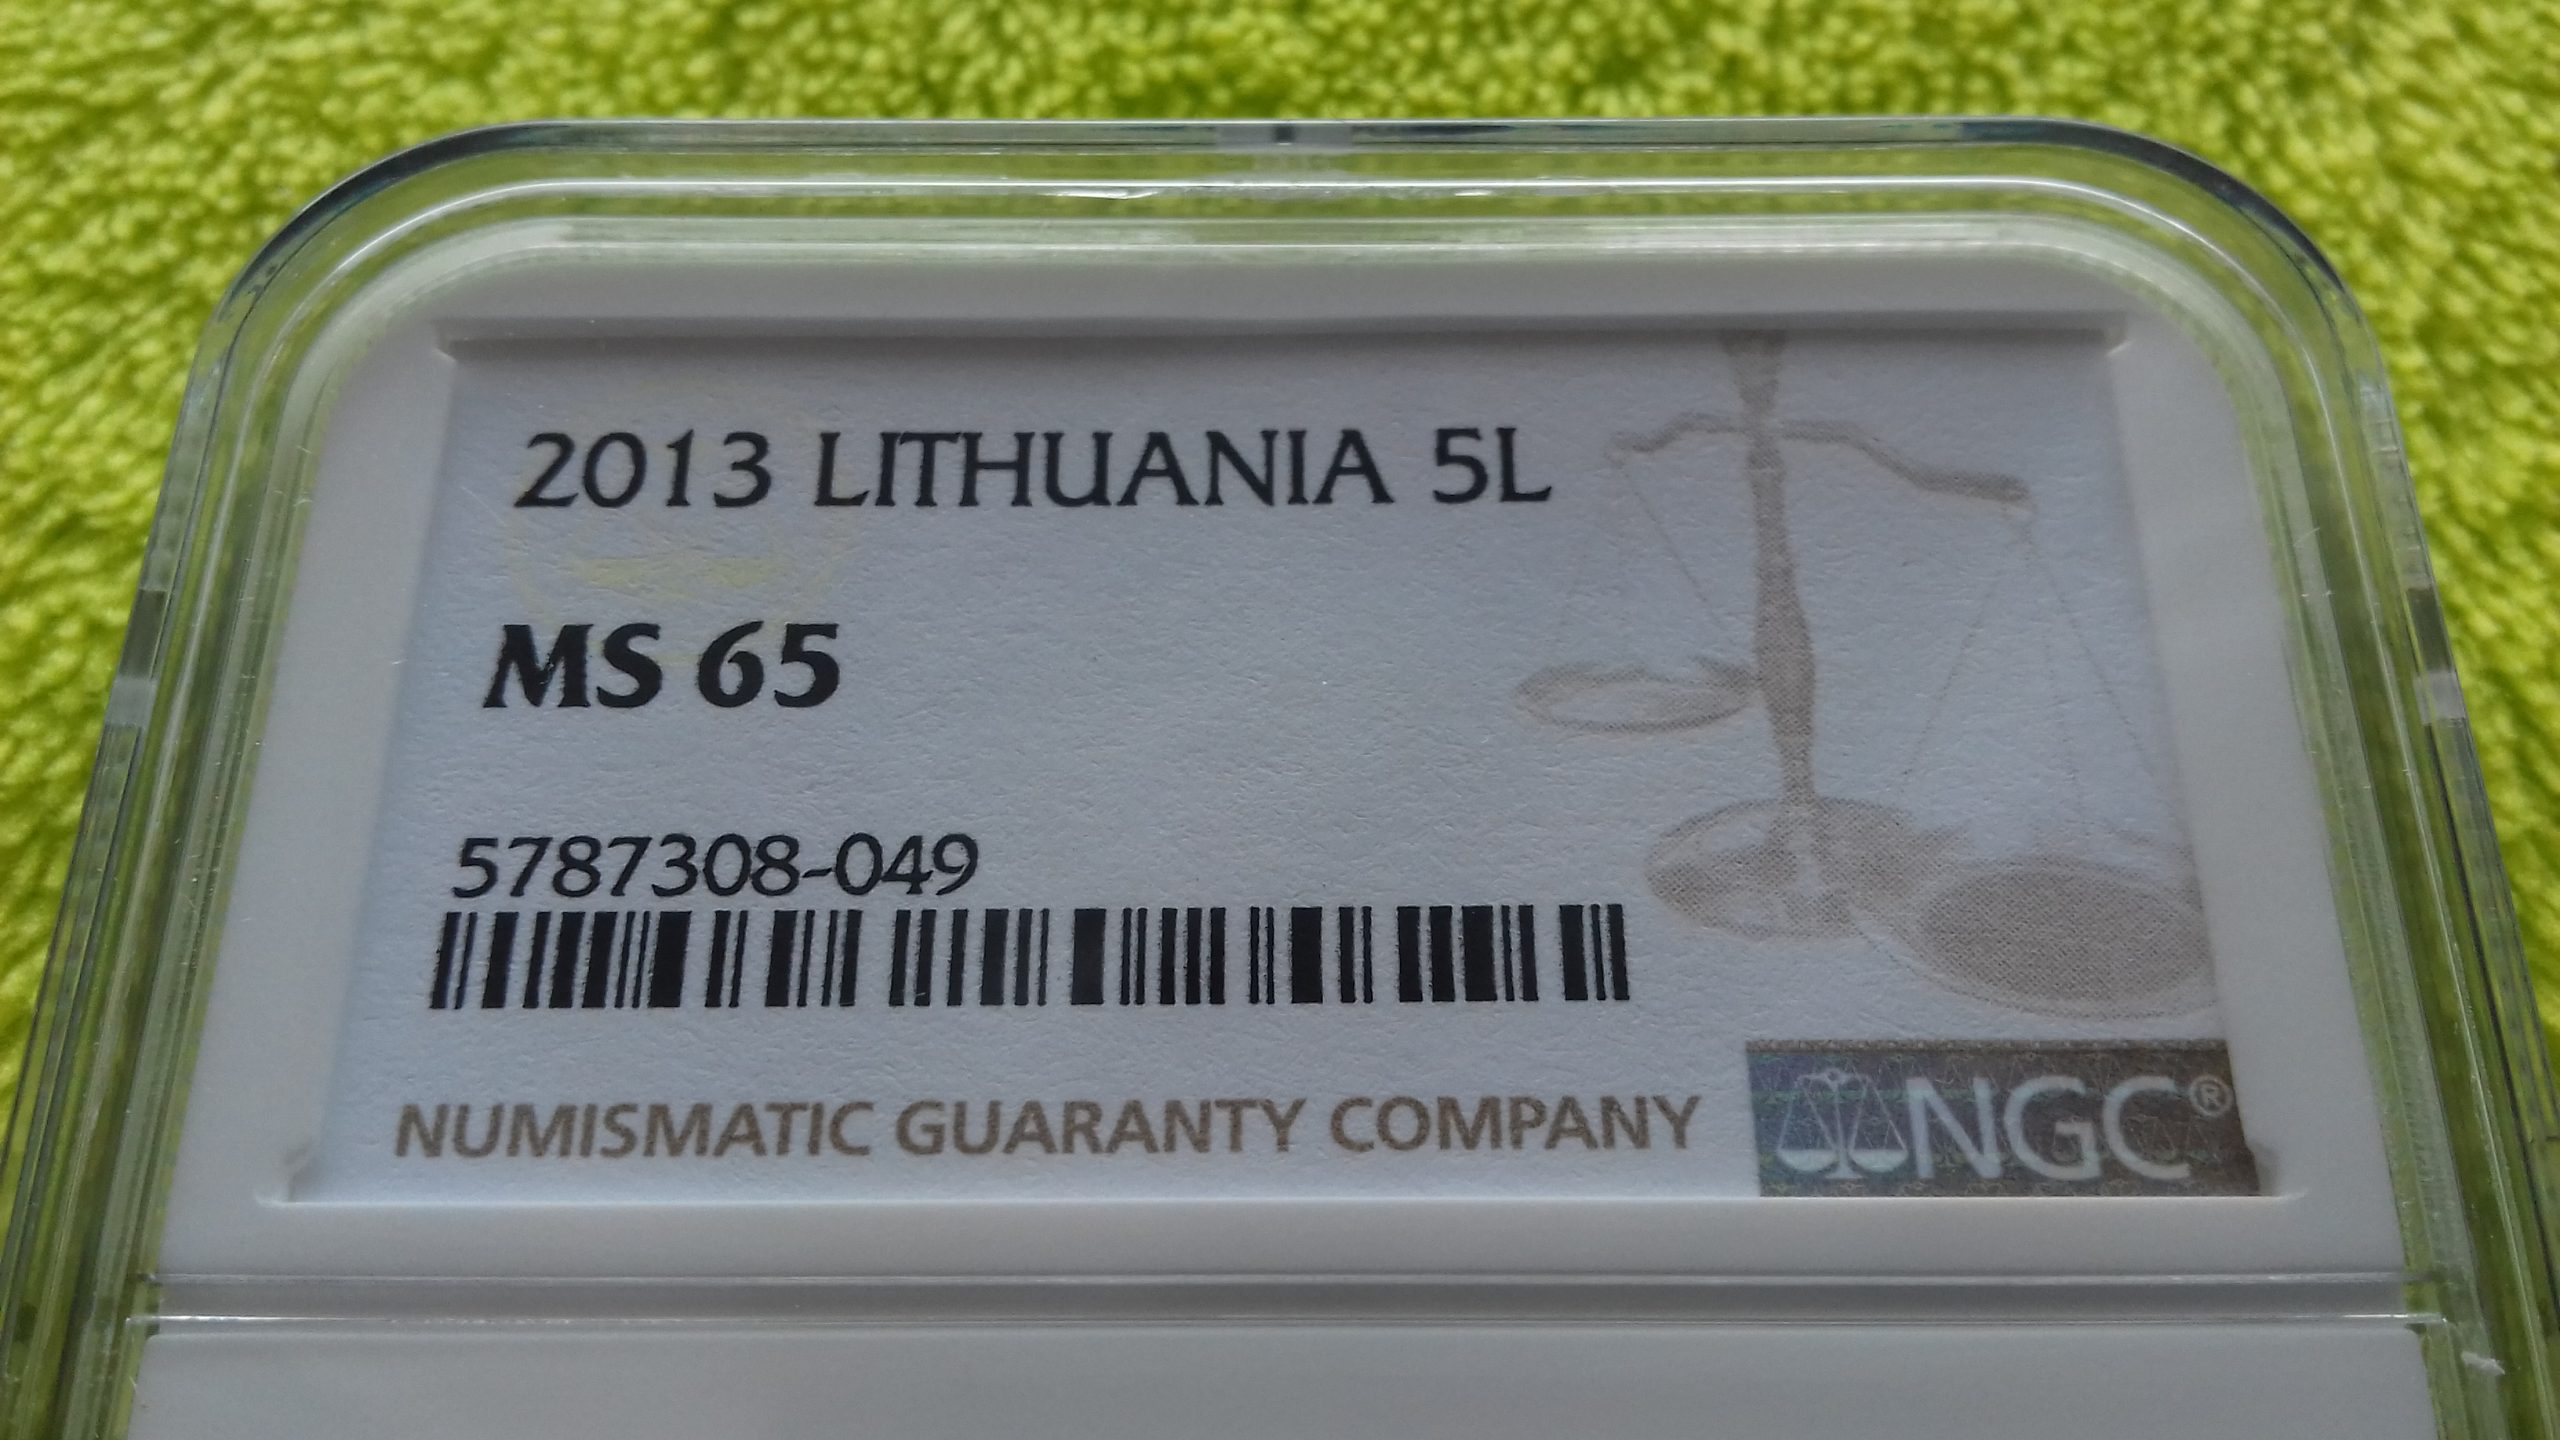 2013 LITHUANIA 5L
MS 65
5787308-049
NUMISMATIC GUARANTY COMPANY
NGC®